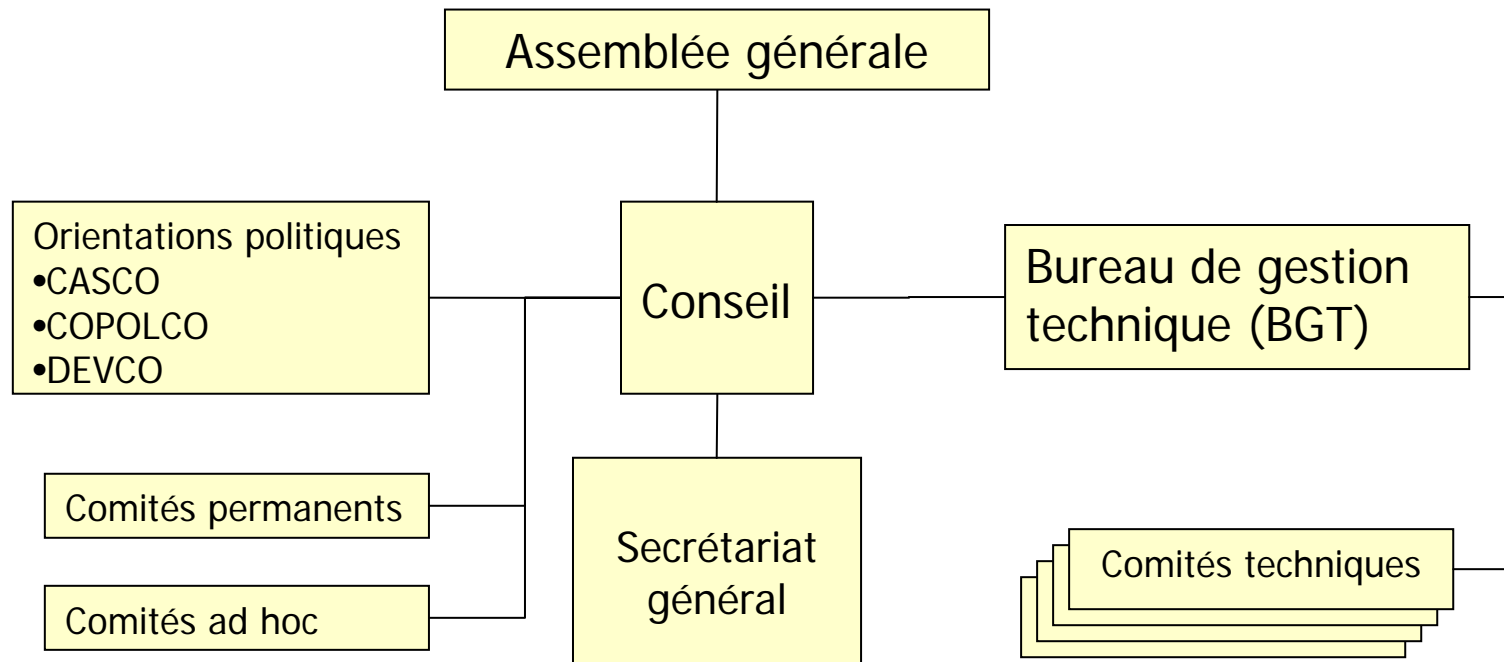 Assemblée générale
Orientations politiques
•CASCO
•COPOLCO
•DEVCO
Conseil
Bureau de gestion
technique (BGT)
Comités permanents
Comités ad hoc
Secrétariat
général
Comités techniques